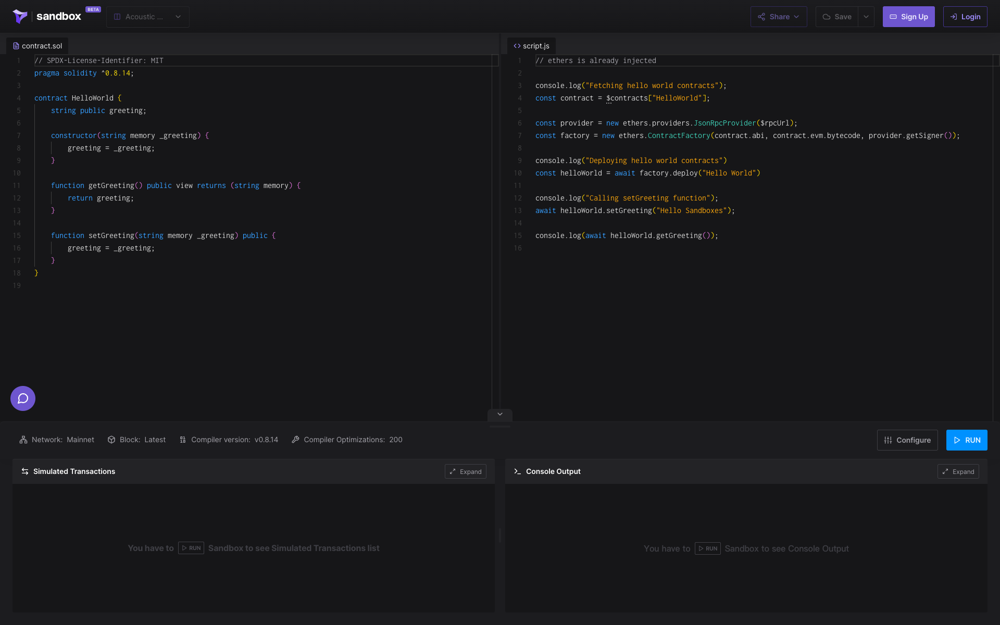 sandbox BETA Acoustic ... Share Save Sign Up Login
contract.sol
1 // SPDX-License-Identifier: MIT
2 pragma solidity ^0.8.14;
3
4 contract HelloWorld {
5 string public greeting;
6
7 constructor(string memory _greeting) {
8 greeting = _greeting;
9 }
10
11 function getGreeting() public view returns (string memory) {
12 return greeting;
13 }
14
15 function setGreeting(string memory _greeting) public {
16 greeting = _greeting;
17 }
18 }
19
script.js
1 // ethers is already injected
2
3 console.log("Fetching hello world contracts");
4 const contract = $contracts["HelloWorld"];
5
6 const provider = new ethers.providers.JsonRpcProvider($rpcUrl);
7 const factory = new ethers.ContractFactory(contract.abi, contract.evm.bytecode, provider.getSigner());
8
9 console.log("Deploying hello world contracts")
10 const helloWorld = await factory.deploy("Hello World")
11
12 console.log("Calling setGreeting function");
13 await helloWorld.setGreeting("Hello Sandboxes");
14
15 console.log(await helloWorld.getGreeting());
16
Network: Mainnet Block: Latest Compiler version: v0.8.14 Compiler Optimizations: 200 Configure RUN
Simulated Transactions Expand
You have to RUN Sandbox to see Simulated Transactions list
Console Output Expand
You have to RUN Sandbox to see Console Output